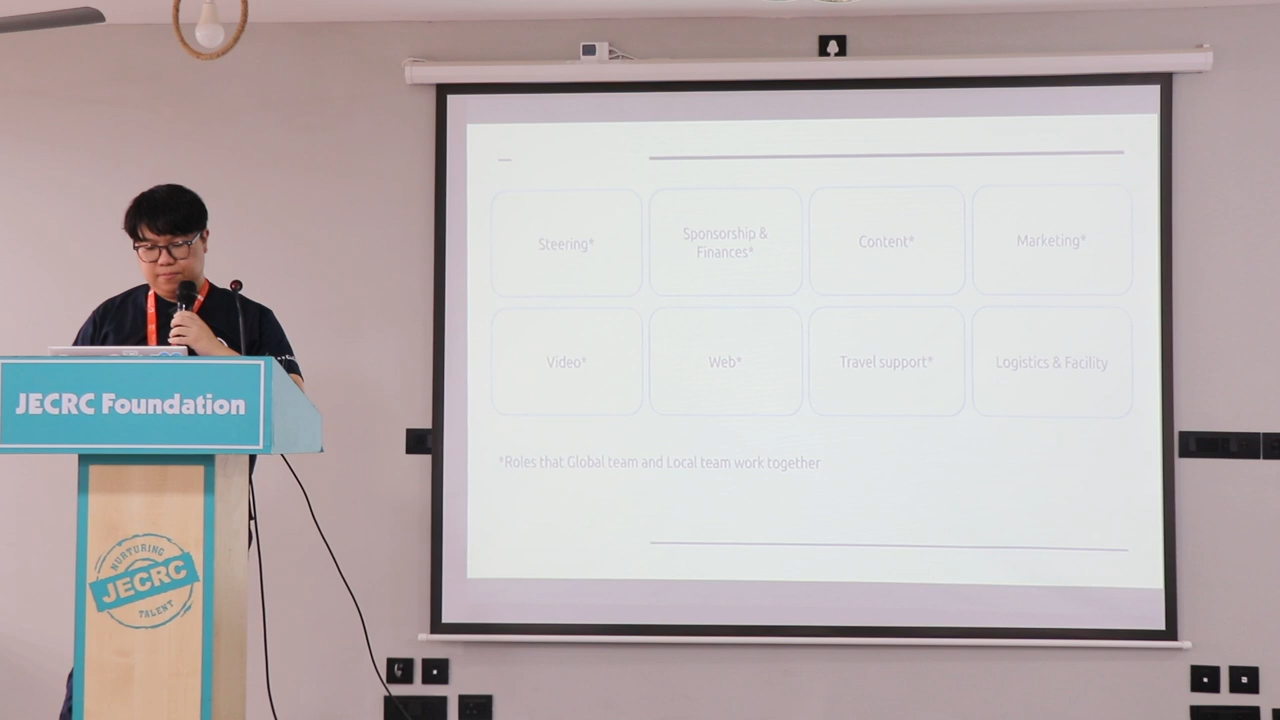 Steering*
Sponsorship &
Finances*
Content*
Marketing*
Video*
Web*
Travel support*
Logistics & Facility
*Roles that Global team and Local team work together
JECRC Foundation
NURTURING
JECRC
TALENT